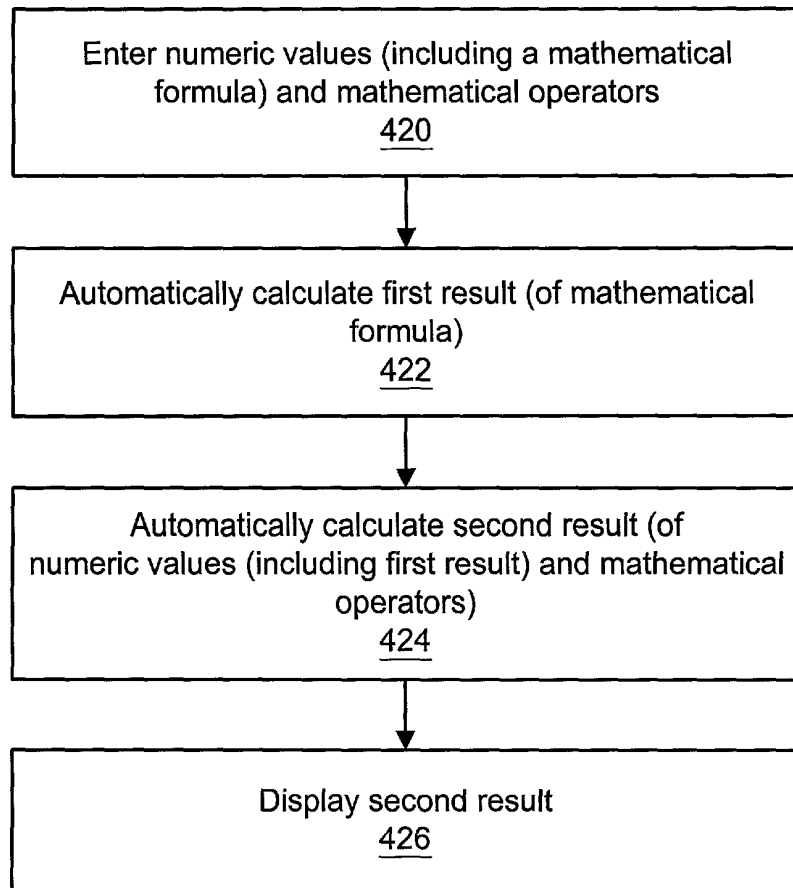 Enter numeric values (including a mathematical
formula) and mathematical operators
420
Automatically calculate first result (of mathematical
formula)
422
Automatically calculate second result (of
numeric values (including first result) and mathematical
operators)
424
Display second result
426